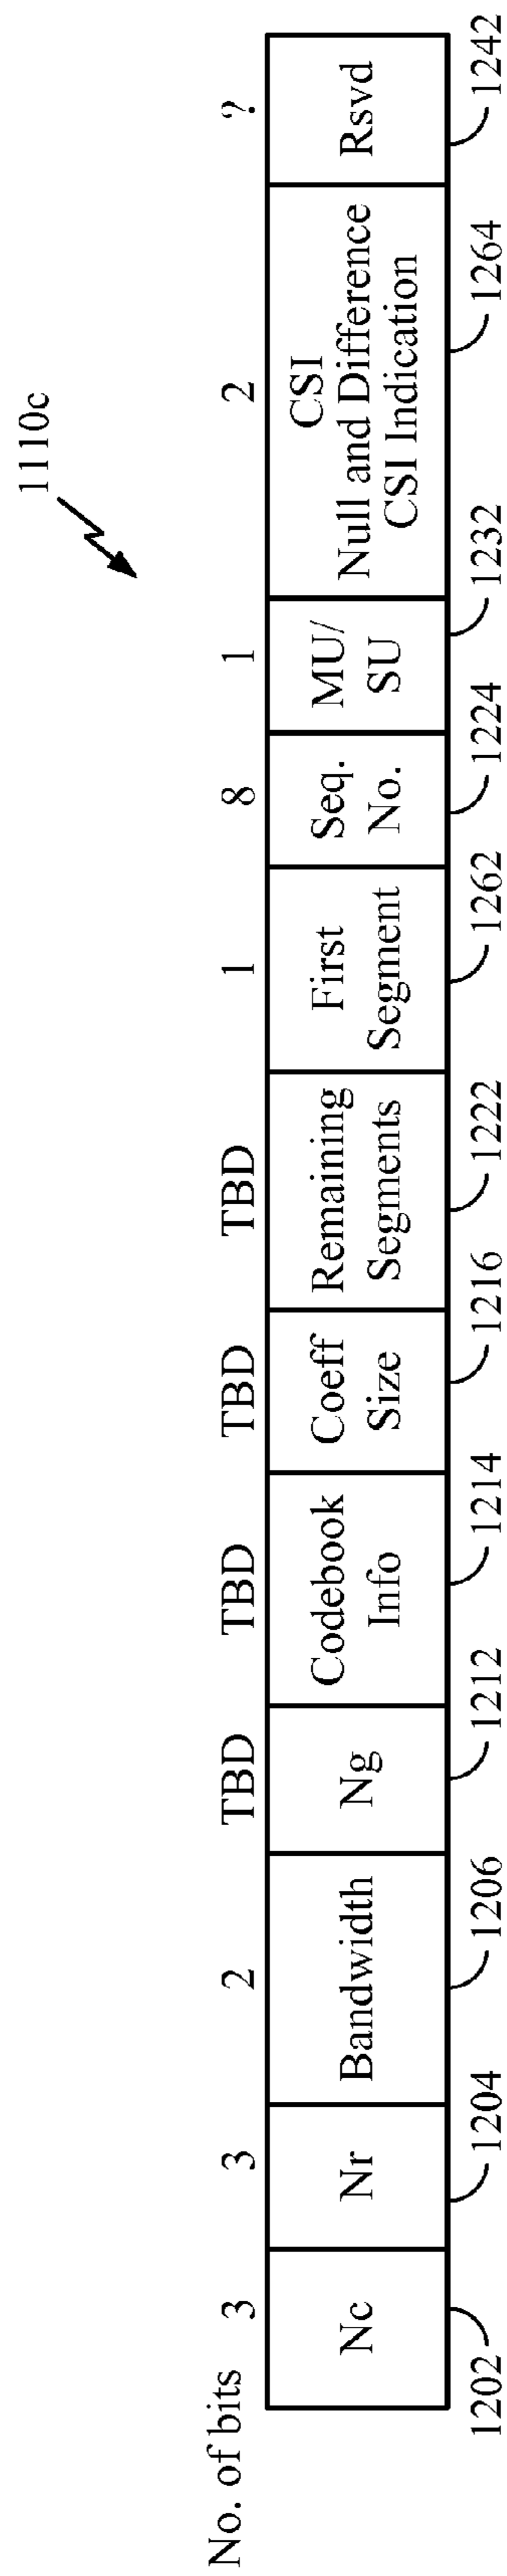 1110c
No. of bits
3
3
2
TBD
TBD
TBD
TBD
1
8
1
2
?
Nc
Nr
Bandwidth
Ng
Codebook
Info
Coeff
Size
Remaining
Segments
First
Segment
Seq.
No.
MU/
SU
CSI
Null and Difference
CSI Indication
Rsvd
1202
1204
1206
1212
1214
1216
1222
1262
1224
1232
1264
1242